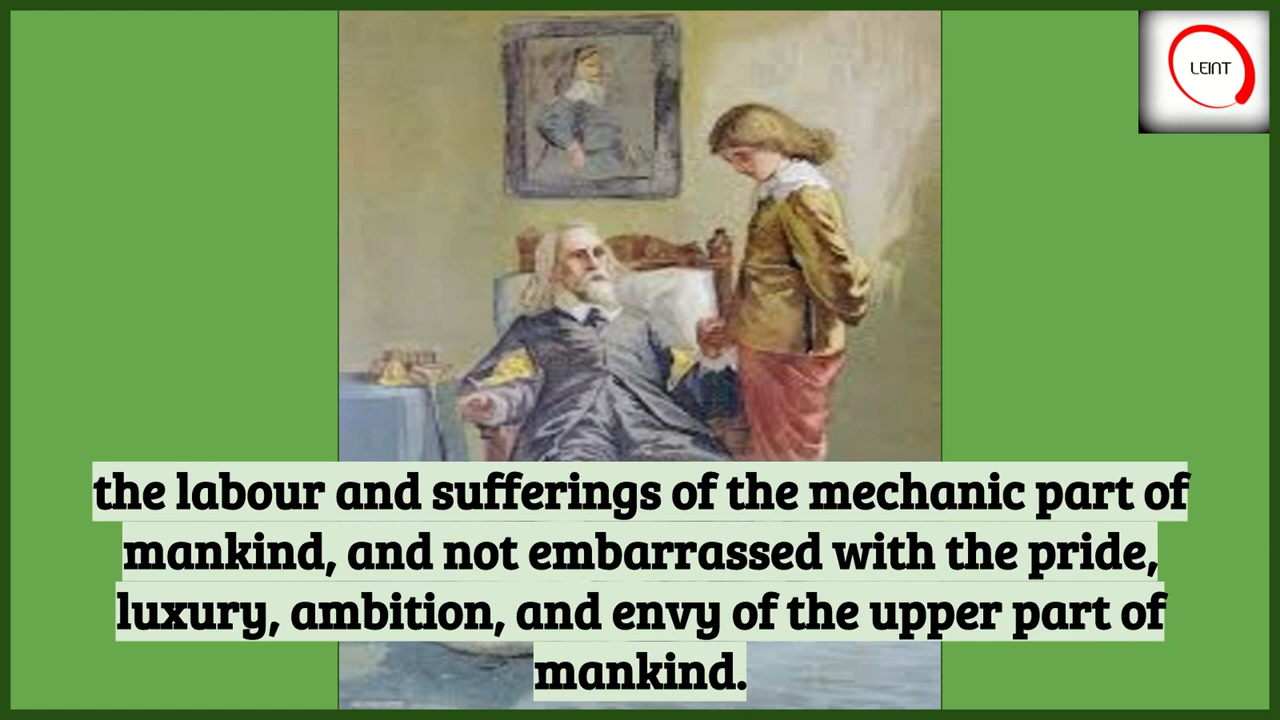 LEINT
the labour and sufferings of the mechanic part of
mankind, and not embarrassed with the pride,
luxury, ambition, and envy of the upper part of
mankind.